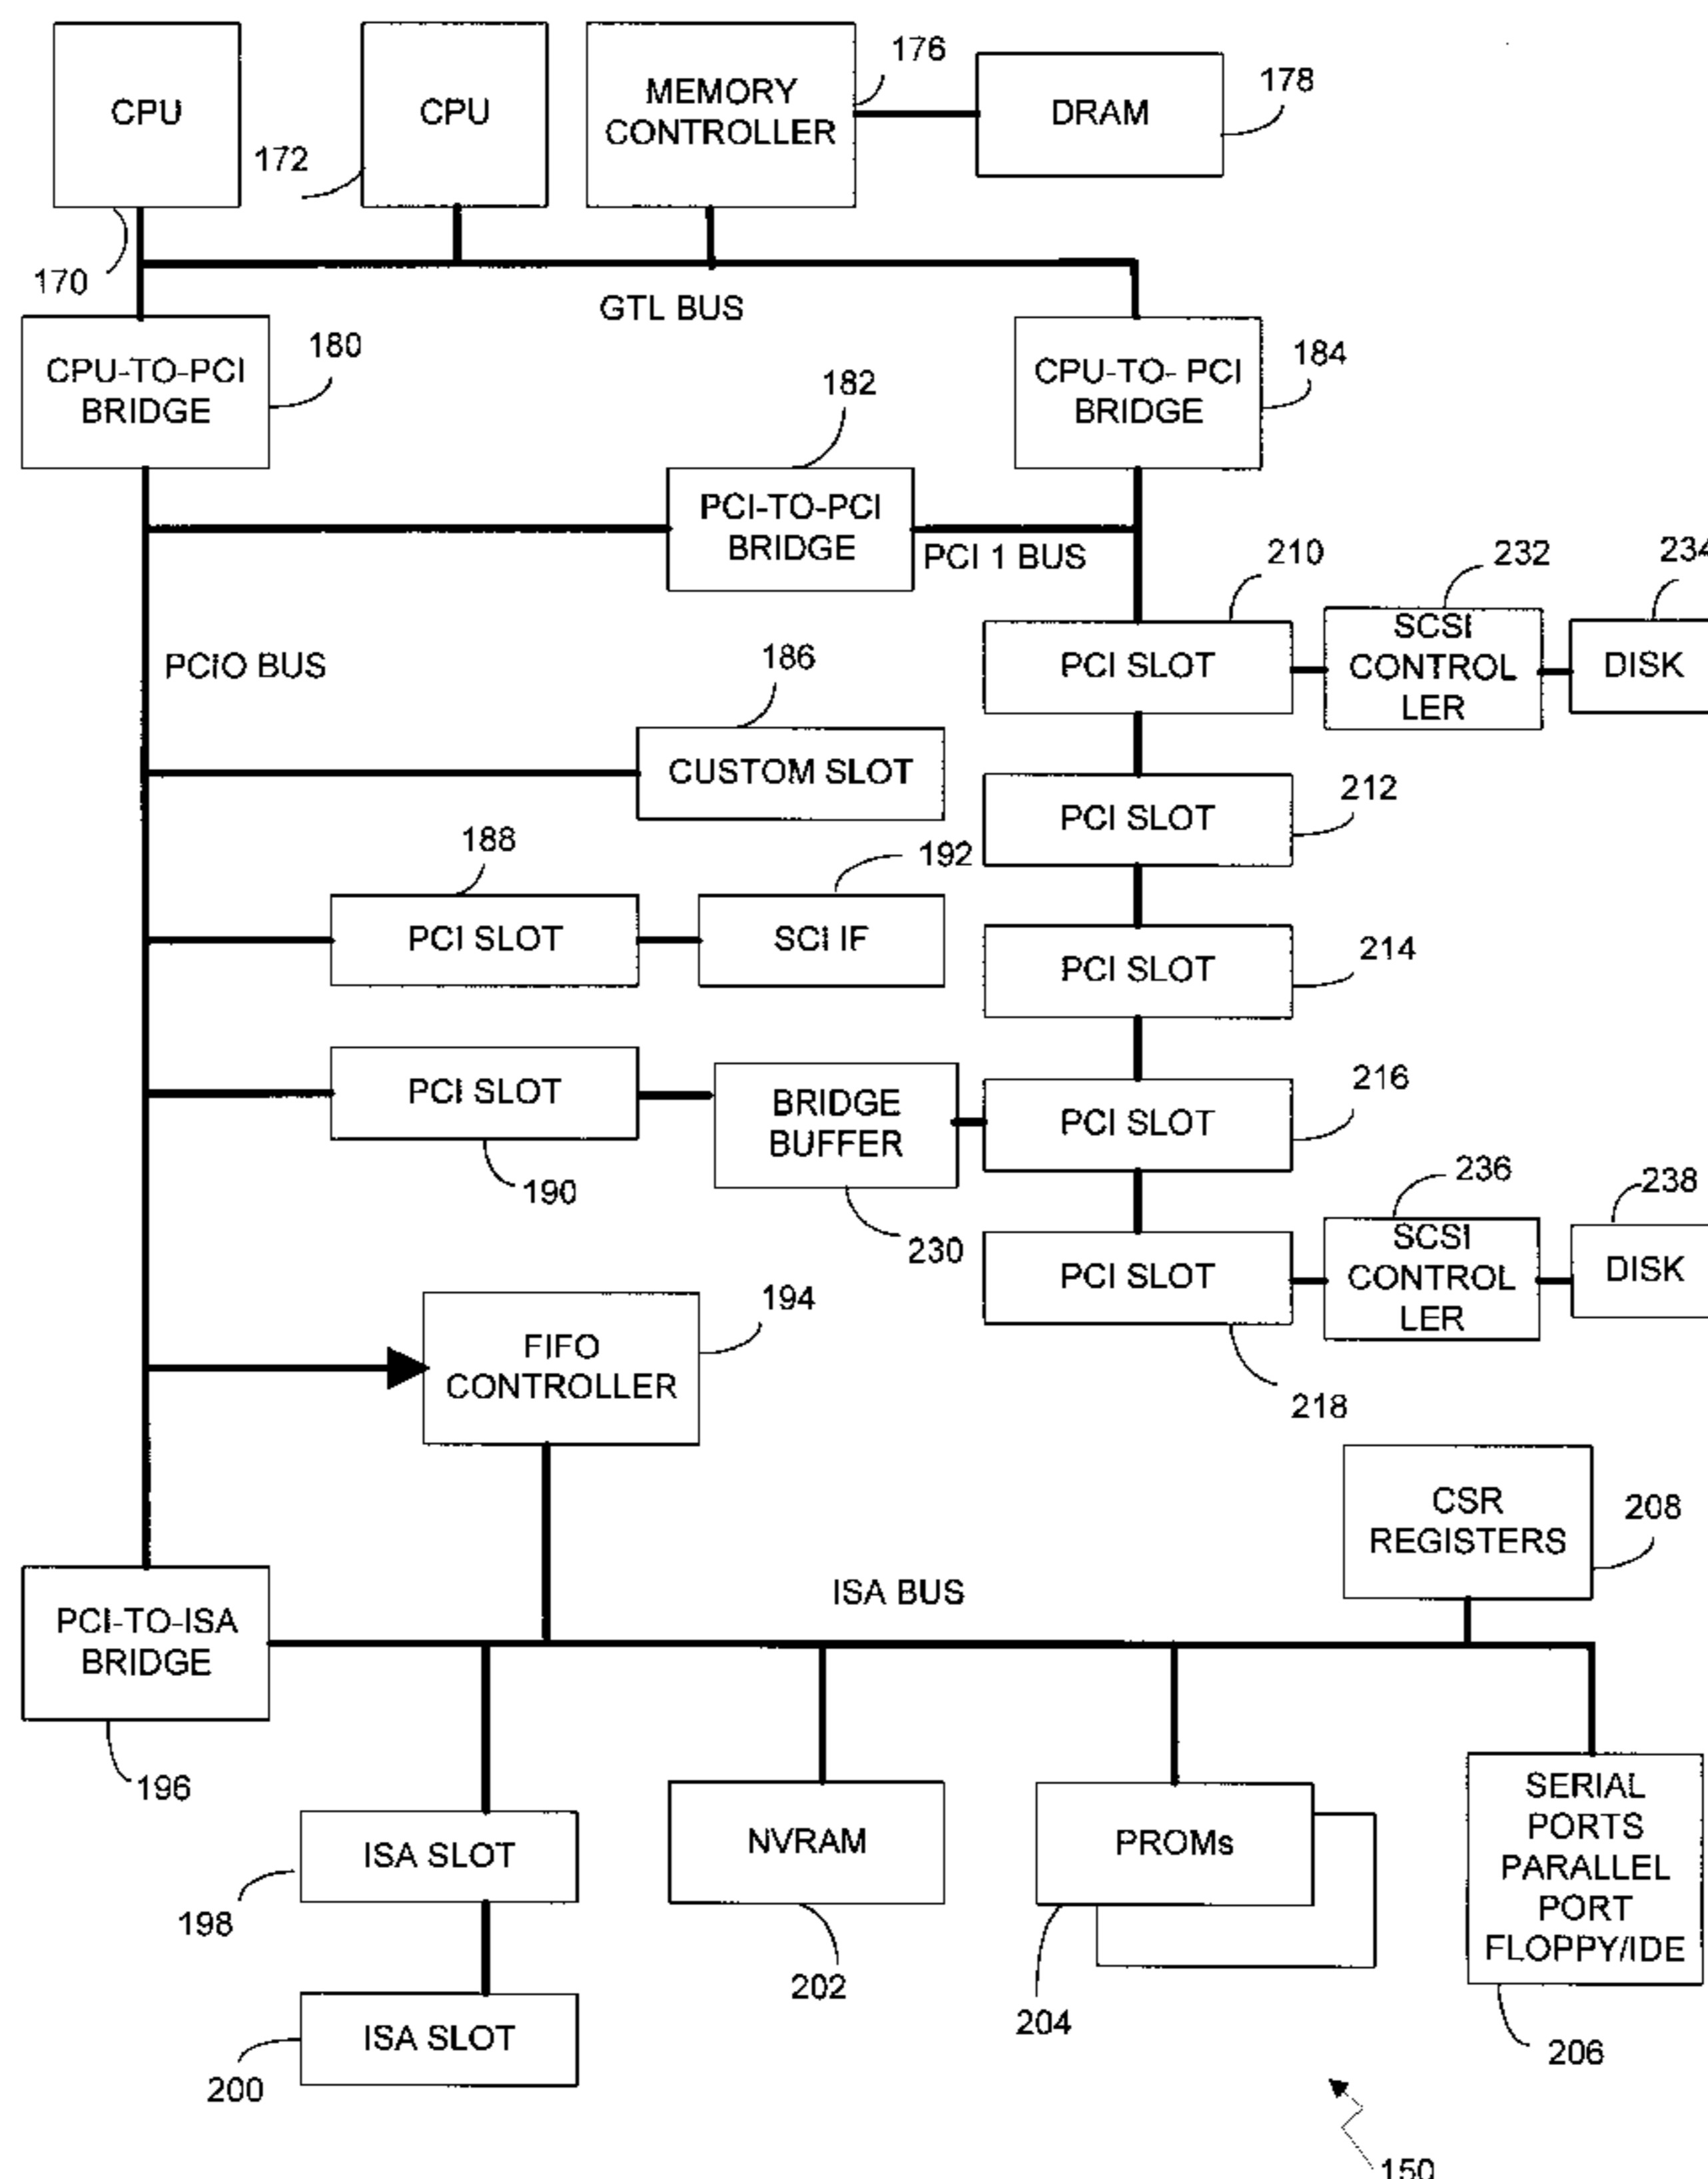 176
178
CPU
CPU
MEMORY
CONTROLLER
DRAM
172
170
GTL BUS
CPU-TO-PCI
BRIDGE
180
182
CPU-TO- PCI
BRIDGE
184
PCI-TO-PCI
BRIDGE
PCI 1 BUS
210
232
234
PCI SLOT
SCSI
CONTROL
LER
DISK
PCI0 BUS
186
CUSTOM SLOT
212
PCI SLOT
188
192
PCI SLOT
SCI IF
214
PCI SLOT
PCI SLOT
190
BRIDGE
BUFFER
230
216
PCI SLOT
236
238
PCI SLOT
SCSI
CONTROL
LER
DISK
218
194
FIFO
CONTROLLER
CSR
REGISTERS
208
ISA BUS
PCI-TO-ISA
BRIDGE
196
ISA SLOT
198
ISA SLOT
200
NVRAM
202
PROMs
204
SERIAL
PORTS
PARALLEL
PORT
FLOPPY/IDE
206
150